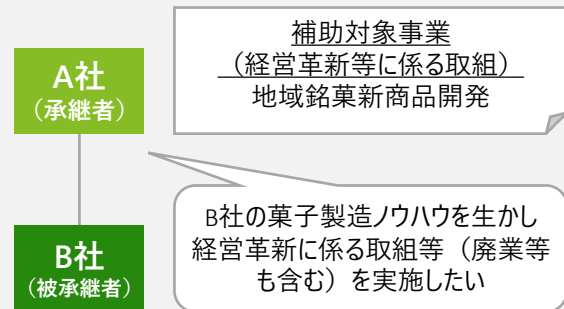 A社
（承継者）
補助対象事業
（経営革新等に係る取組）
地域銘菓新商品開発
B社の菓子製造ノウハウを生かし
経営革新に係る取組等（廃業等
も含む）を実施したい
B社
（被承継者）